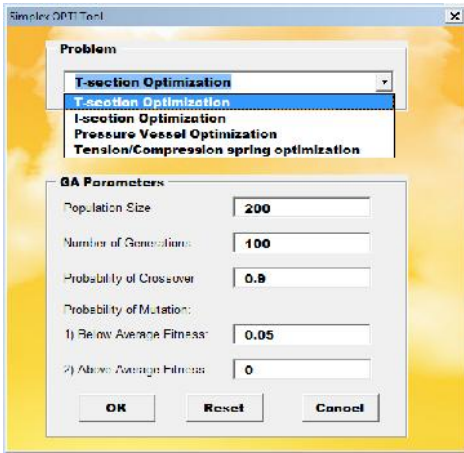 Simplex OPTI Tool
Problem
T-section Optimization
T-section Optimization
I-section Optimization
Pressure Vessel Optimization
Tension/Compression spring optimization
GA Parameters
Population Size 200
Number of Generations 100
Probability of Crossover 0.9
Probability of Mutation:
1) Below Average Fitness: 0.05
2) Above Average Fitness 0
OK Reset Cancel